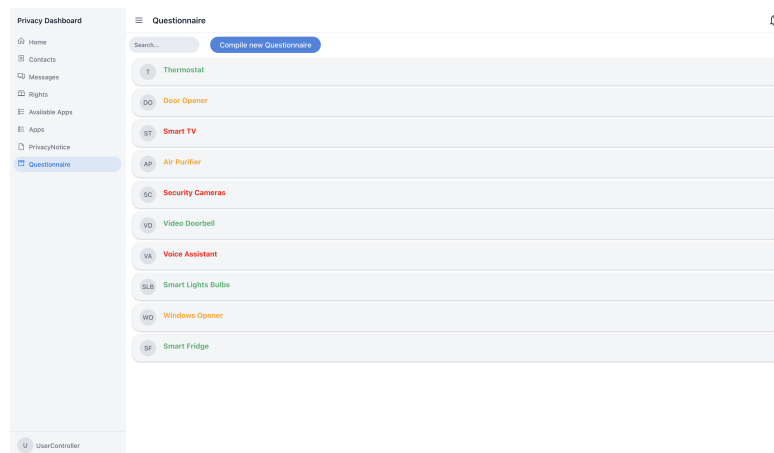 Privacy Dashboard
Home
Contacts
Messages
Rights
Available Apps
Apps
PrivacyNotice
Questionnaire
U UserController
Questionnaire
Search...
Compile new Questionnaire
T Thermostat
DO Door Opener
ST Smart TV
AP Air Purifier
SC Security Cameras
VD Video Doorbell
VA Voice Assistant
SLB Smart Lights Bulbs
WO Windows Opener
SF Smart Fridge